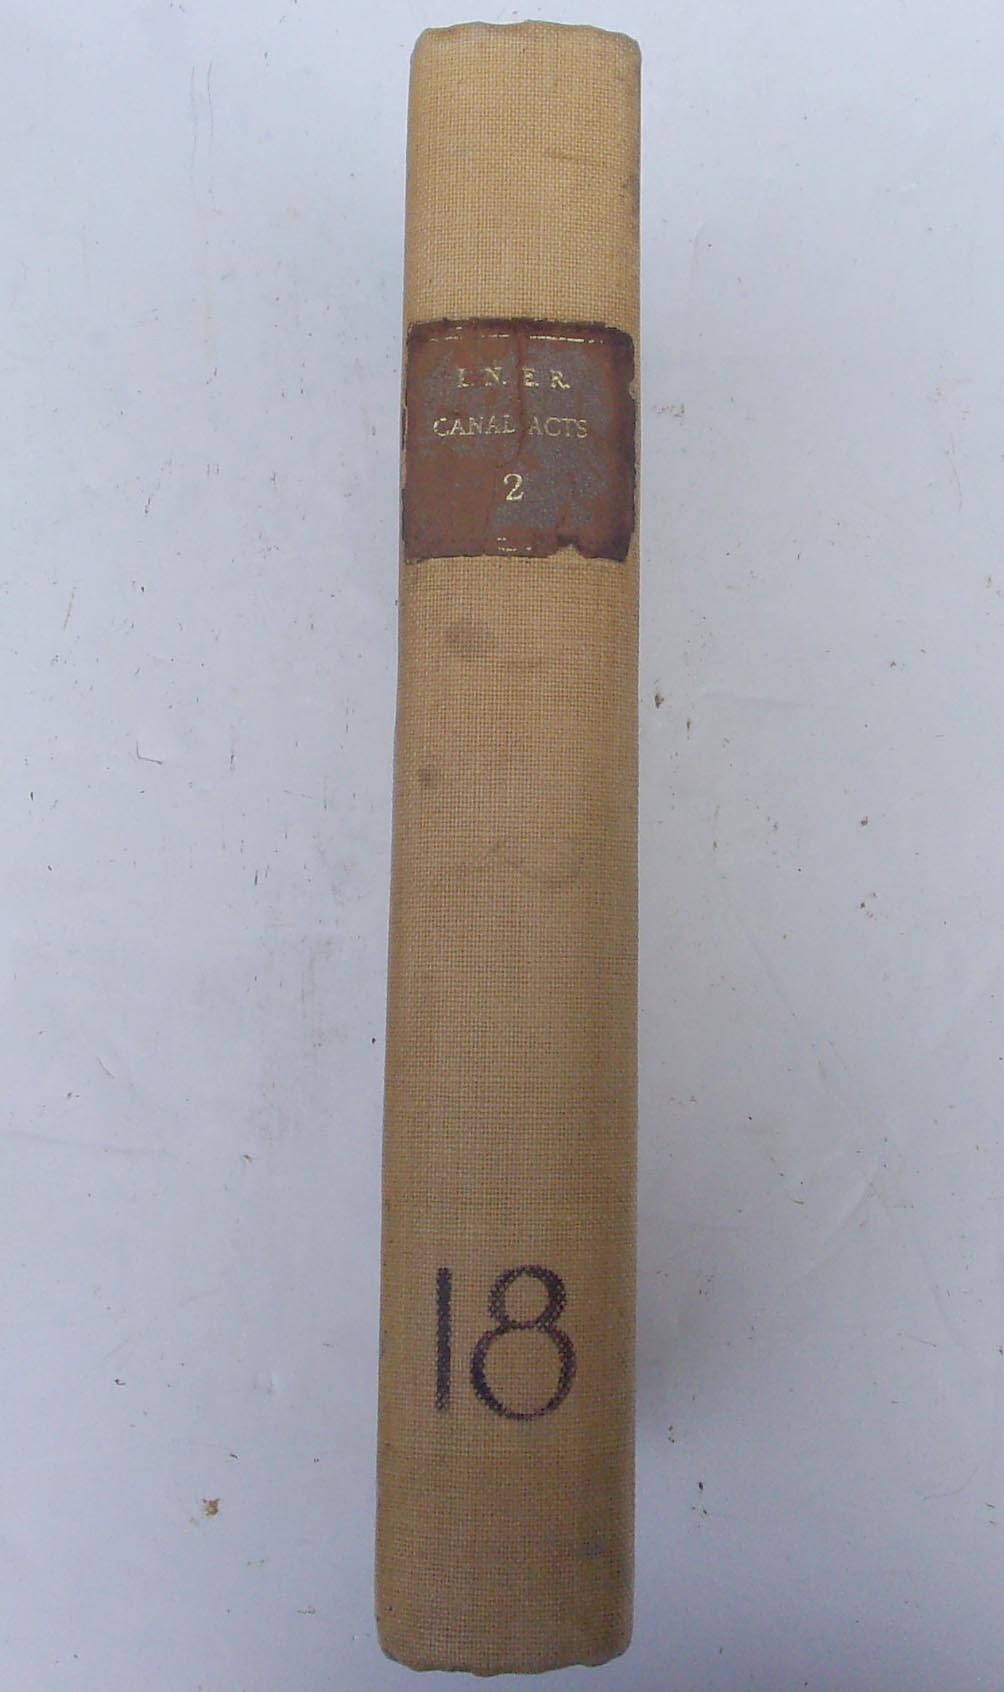 L. N. E. R.
CANAL ACTS
2
18